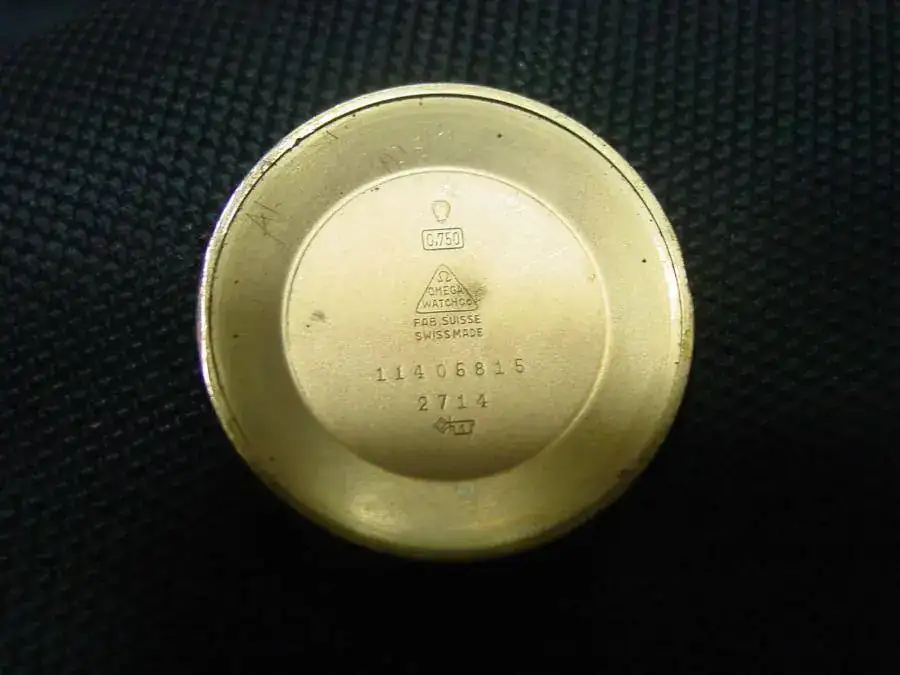 0,750
Ω
OMEGA
WATCH CO
FAB. SUISSE
SWISS MADE
11406815
2714